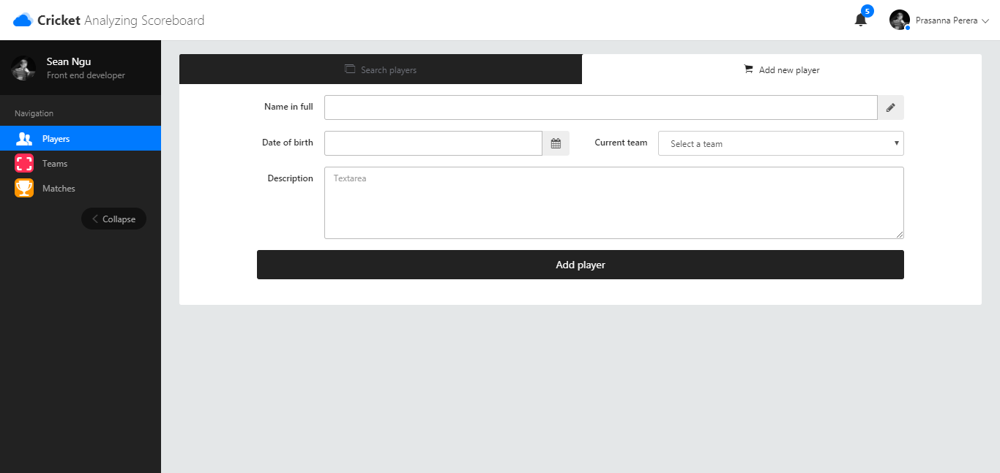 Cricket Analyzing Scoreboard
5
Prasanna Perera
Sean Ngu
Front end developer
Navigation
Players
Teams
Matches
Collapse
Search players
Add new player
Name in full
Date of birth
Current team
Select a team
Description
Textarea
Add player